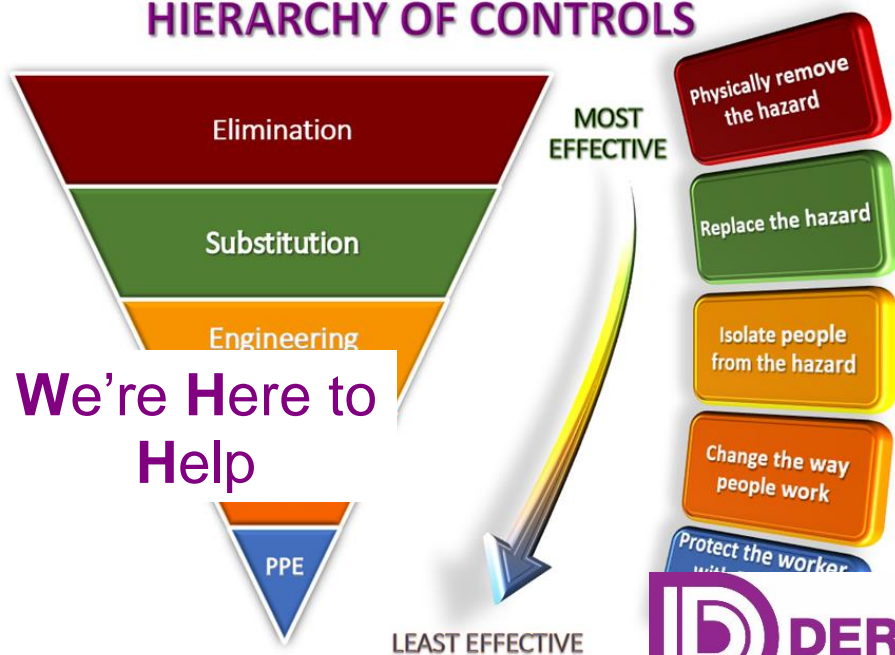 HIERARCHY OF CONTROLS
Elimination
Substitution
Engineering
We're Here to
Help
PPE
MOST
EFFECTIVE
LEAST EFFECTIVE
Physically remove
the hazard
Replace the hazard
Isolate people
from the hazard
Change the way
people work
Protect the worker
DER